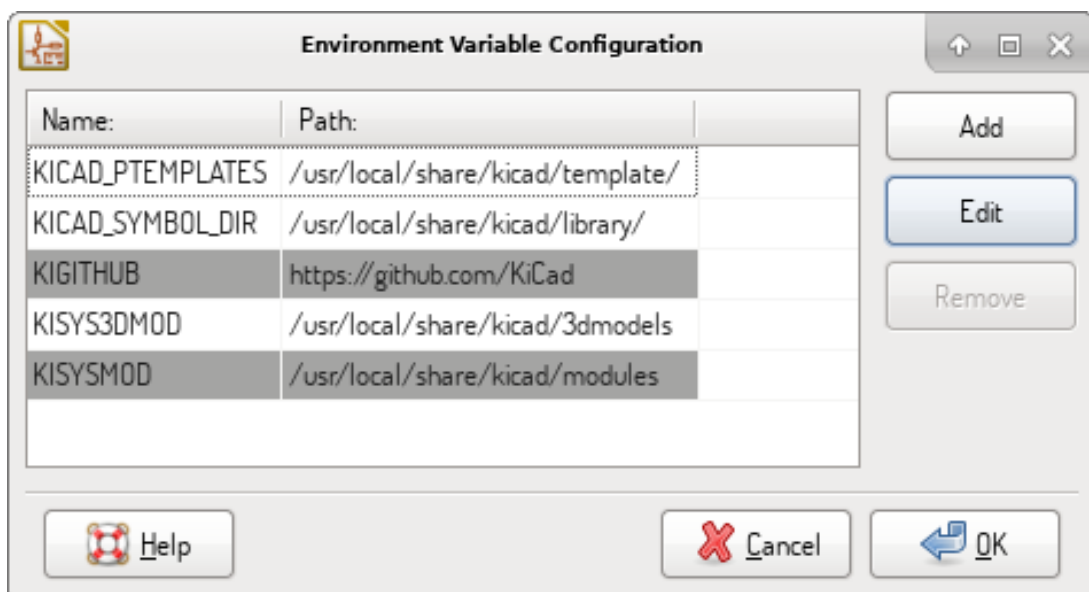 Environment Variable Configuration
Name: Path:
Add
KICAD_PTEMPLATES /usr/local/share/kicad/template/
KICAD_SYMBOL_DIR /usr/local/share/kicad/library/
Edit
KIGITHUB https://github.com/KiCad
Remove
KISYS3DMOD /usr/local/share/kicad/3dmodels
KISYSMOD /usr/local/share/kicad/modules
Help Cancel OK